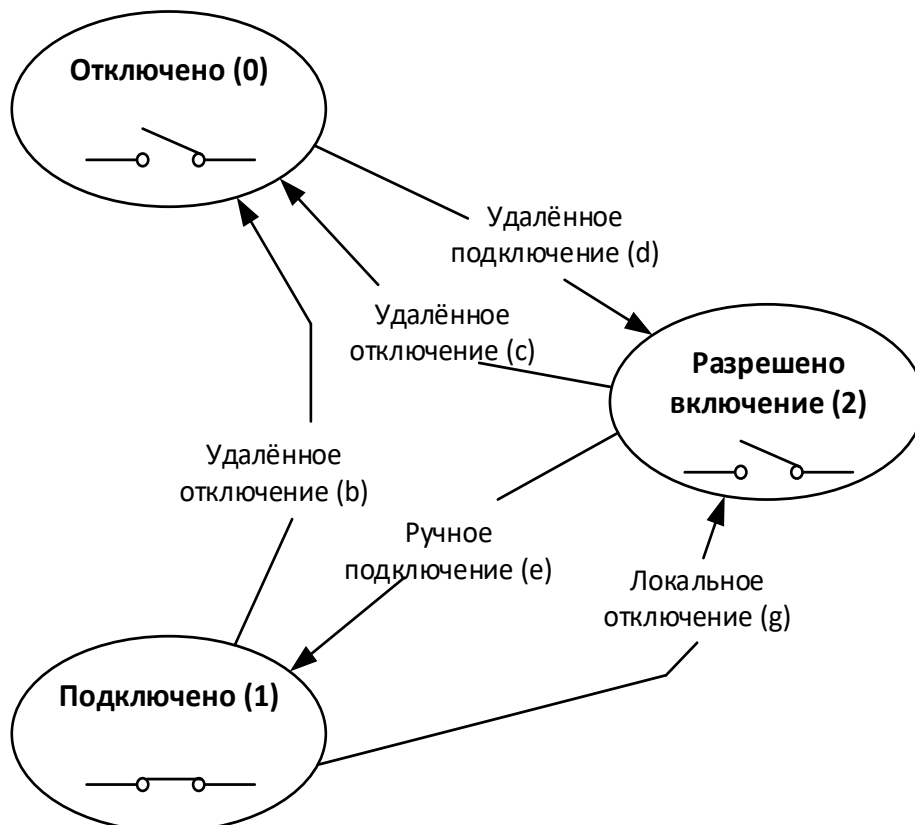 Отключено (0)
Удалённое
подключение (d)
Удалённое
отключение (c)
Разрешено
включение (2)
Удалённое
отключение (b)
Ручное
подключение (e)
Локальное
отключение (g)
Подключено (1)